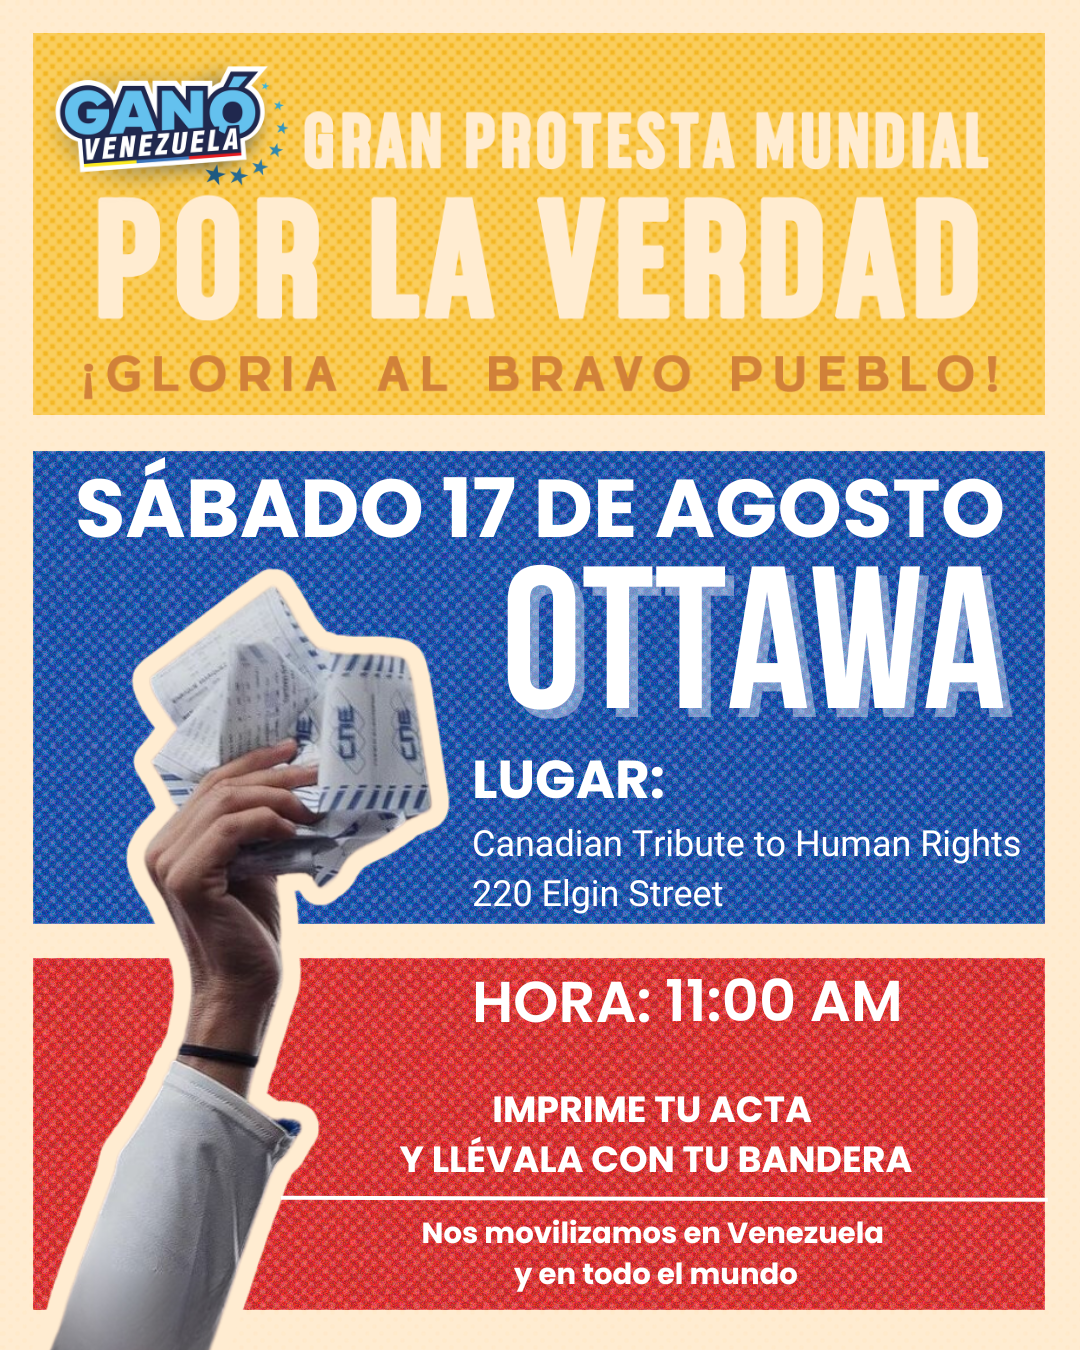 GANÓ
VENEZUELA
GRAN PROTESTA MUNDIAL
POR LA VERDAD
¡GLORIA AL BRAVO PUEBLO!
SÁBADO 17 DE AGOSTO
OTTAWA
CNE
CNE
LUGAR:
Canadian Tribute to Human Rights
220 Elgin Street
HORA: 11:00 AM
IMPRIME TU ACTA
Y LLÉVALA CON TU BANDERA
Nos movilizamos en Venezuela
y en todo el mundo